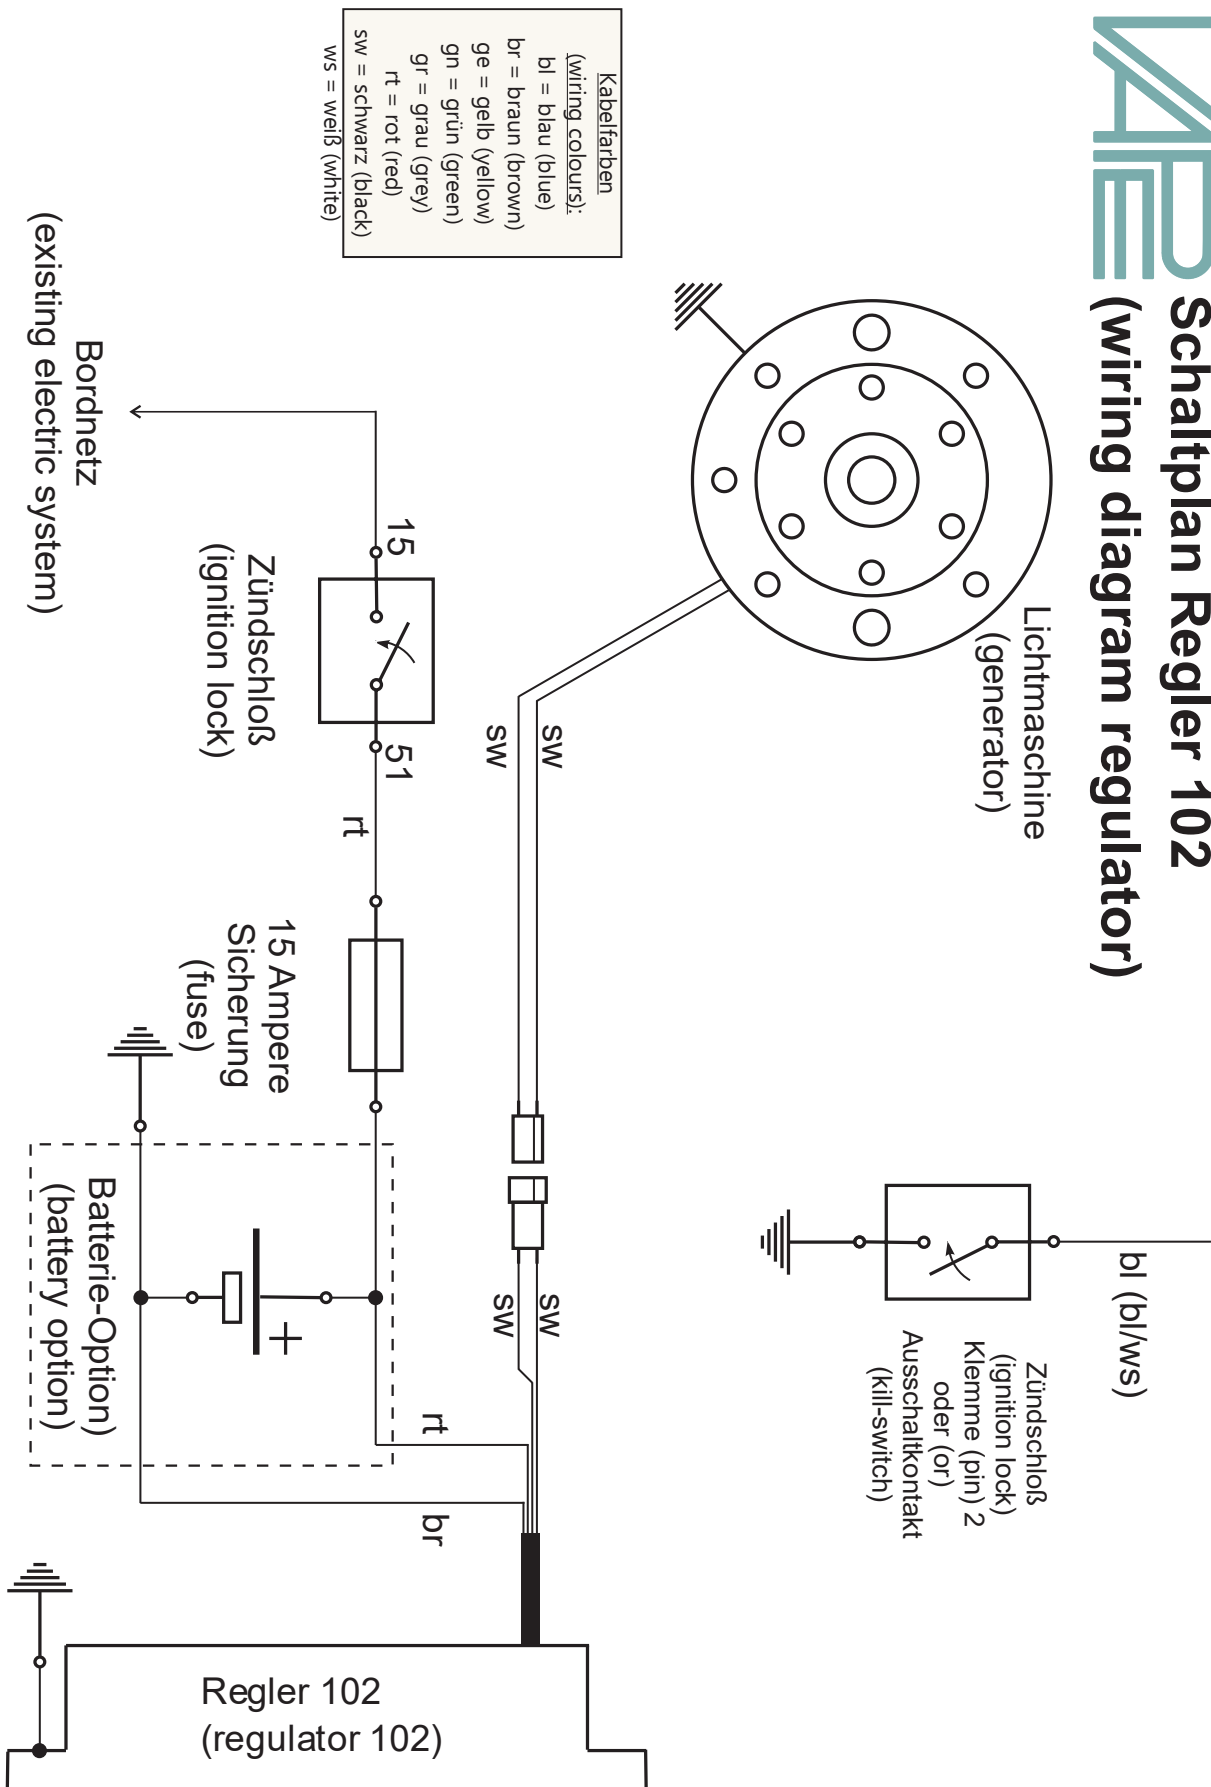 VAPE
Schaltplan Regler 102
(wiring diagram regulator)
Kabelfarben
(wiring colours):
bl = blau (blue)
br = braun (brown)
ge = gelb (yellow)
gn = grün (green)
gr = grau (grey)
rt = rot (red)
sw = schwarz (black)
ws = weiß (white)
Lichtmaschine
(generator)
sw
sw
sw
sw
bl (bl/ws)
Zündschloß
(ignition lock)
Klemme (pin) 2
oder (or)
Ausschaltkontakt
(kill-switch)
Bordnetz
(existing electric system)
15
51
Zündschloß
(ignition lock)
rt
15 Ampere
Sicherung
(fuse)
+
Batterie-Option)
(battery option)
rt
br
Regler 102
(regulator 102)